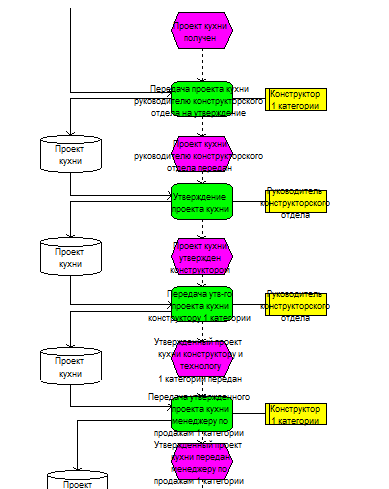 Проект кухни
получен
Передача проекта кухни
руководителю конструкторского
отдела на утверждение
Конструктор
1 категории
Проект
кухни
Проект кухни
руководителю конструкторского
отдела передан
Утверждение
проекта кухни
Руководитель
конструкторского
отдела
Проект
кухни
Проект кухни
утвержден
конструктором
Передача утв-го
проекта кухни
конструктору 1 категории
Руководитель
конструкторского
отдела
Проект
кухни
Утвержденный проект
кухни конструктору и
технологу
1 категории передан
Передача утвержденного
проекта кухни
менеджеру по
продажам 1 категории
Конструктор
1 категории
Утвержденный проект
кухни передан
менеджеру по
продажам 1 категории
Проект